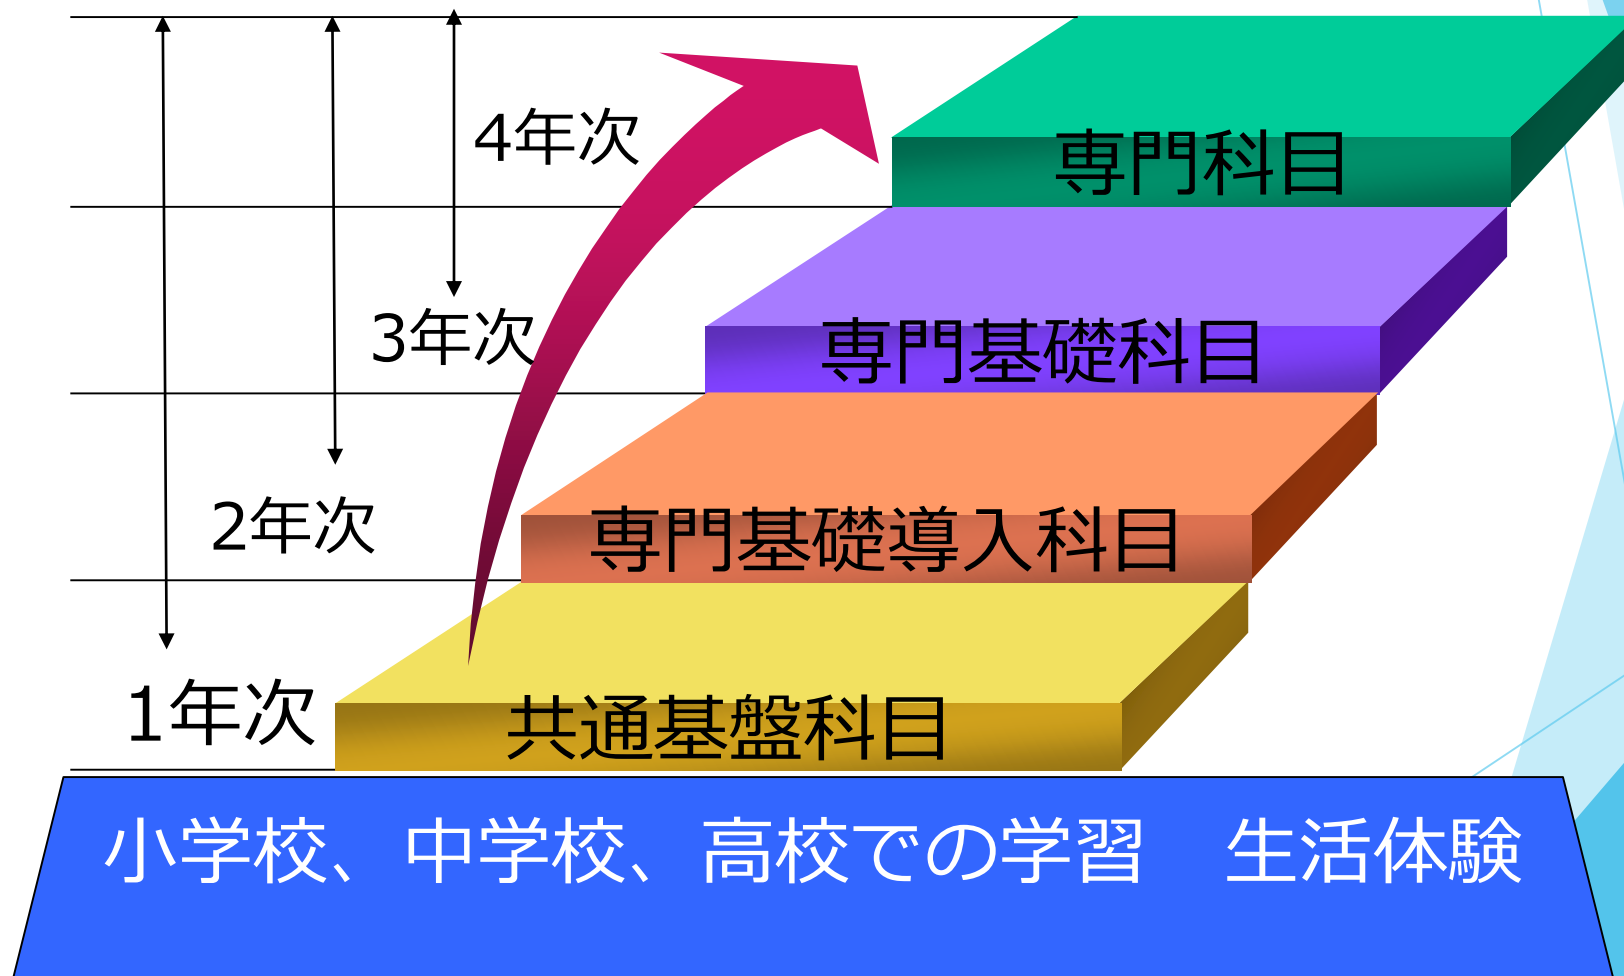 4年次
専門科目
3年次
専門基礎科目
2年次
専門基礎導入科目
1年次
共通基盤科目
小学校、中学校、高校での学習　生活体験